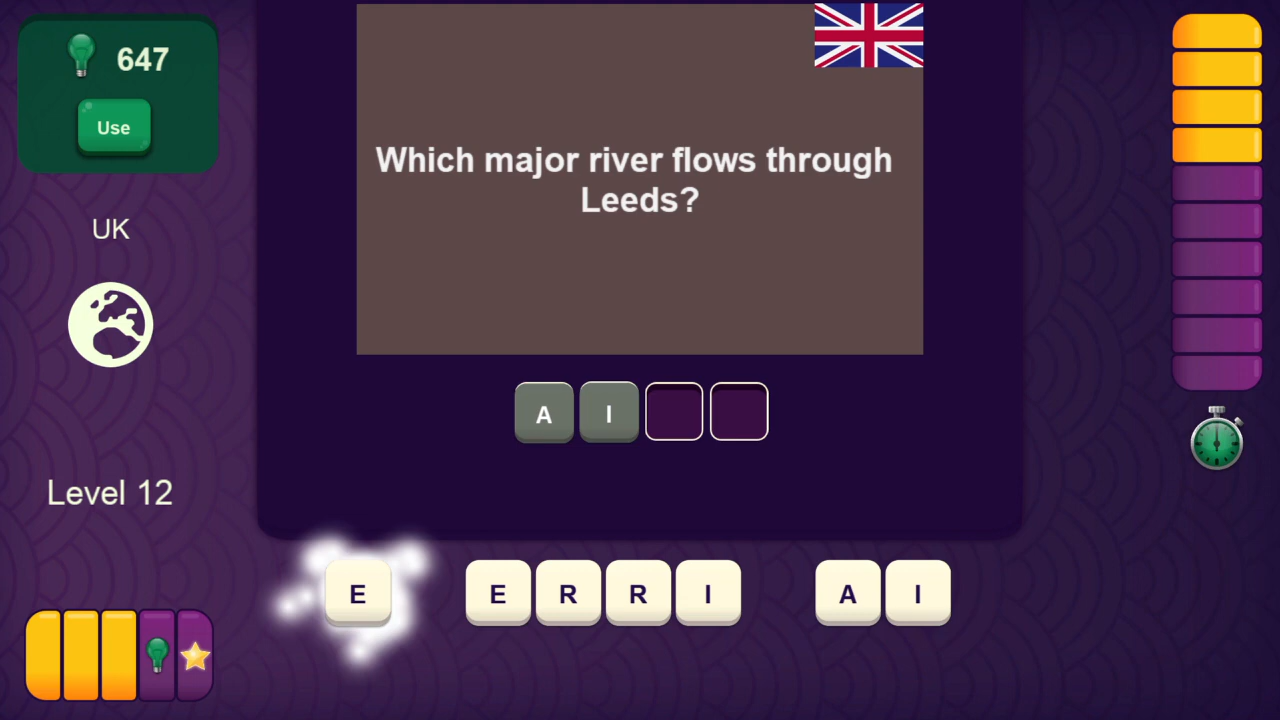 647
Use
UK
Level 12
Which major river flows through
Leeds?
A I
E E R R I A I